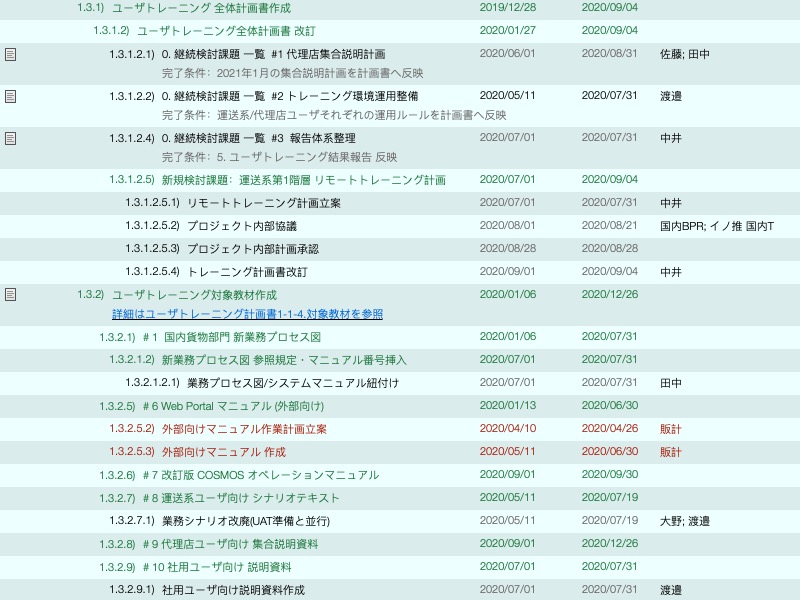 1.3.1) ユーザトレーニング 全体計画書作成 2019/12/28 2020/09/04
1.3.1.2) ユーザトレーニング全体計画書 改訂 2020/01/27 2020/09/04
1.3.1.2.1) 0. 継続検討課題 一覧 #1 代理店集合説明計画 2020/06/01 2020/08/31 佐藤; 田中
完了条件：2021年1月の集合説明計画を計画書へ反映
1.3.1.2.2) 0. 継続検討課題 一覧 #2 トレーニング環境運用整備 2020/05/11 2020/07/31 渡邉
完了条件：運送系/代理店ユーザそれぞれの運用ルールを計画書へ反映
1.3.1.2.4) 0. 継続検討課題 一覧 #3 報告体系整理 2020/07/01 2020/07/31 中井
完了条件：5. ユーザトレーニング結果報告 反映
1.3.1.2.5) 新規検討課題：運送系第1階層 リモートトレーニング計画 2020/07/01 2020/09/04
1.3.1.2.5.1) リモートトレーニング計画立案 2020/07/01 2020/07/31 中井
1.3.1.2.5.2) プロジェクト内部協議 2020/08/01 2020/08/21 国内BPR; イノ推 国内T
1.3.1.2.5.3) プロジェクト内部計画承認 2020/08/28 2020/08/28
1.3.1.2.5.4) トレーニング計画書改訂 2020/09/01 2020/09/04 中井
1.3.2) ユーザトレーニング対象教材作成 2020/01/06 2020/12/26
詳細はユーザトレーニング計画書1-1-4.対象教材を参照
1.3.2.1) # 1 国内貨物部門 新業務プロセス図 2020/01/06 2020/07/31
1.3.2.1.2) 新業務プロセス図 参照規定・マニュアル番号挿入 2020/07/01 2020/07/31
1.3.2.1.2.1) 業務プロセス図/システムマニュアル紐付け 2020/07/01 2020/07/31 田中
1.3.2.5) # 6 Web Portal マニュアル (外部向け) 2020/01/13 2020/06/30
1.3.2.5.2) 外部向けマニュアル作業計画立案 2020/04/10 2020/04/26 販計
1.3.2.5.3) 外部向けマニュアル 作成 2020/05/11 2020/06/30 販計
1.3.2.6) # 7 改訂版 COSMOS オペレーションマニュアル 2020/09/01 2020/09/30
1.3.2.7) # 8 運送系ユーザ向け シナリオテキスト 2020/05/11 2020/07/19
1.3.2.7.1) 業務シナリオ改廃(UAT準備と並行) 2020/05/11 2020/07/19 大野; 渡邉
1.3.2.8) # 9 代理店ユーザ向け 集合説明資料 2020/09/01 2020/12/26
1.3.2.9) # 10 社用ユーザ向け 説明資料 2020/07/01 2020/07/31
1.3.2.9.1) 社用ユーザ向け説明資料作成 2020/07/01 2020/07/31 渡邉